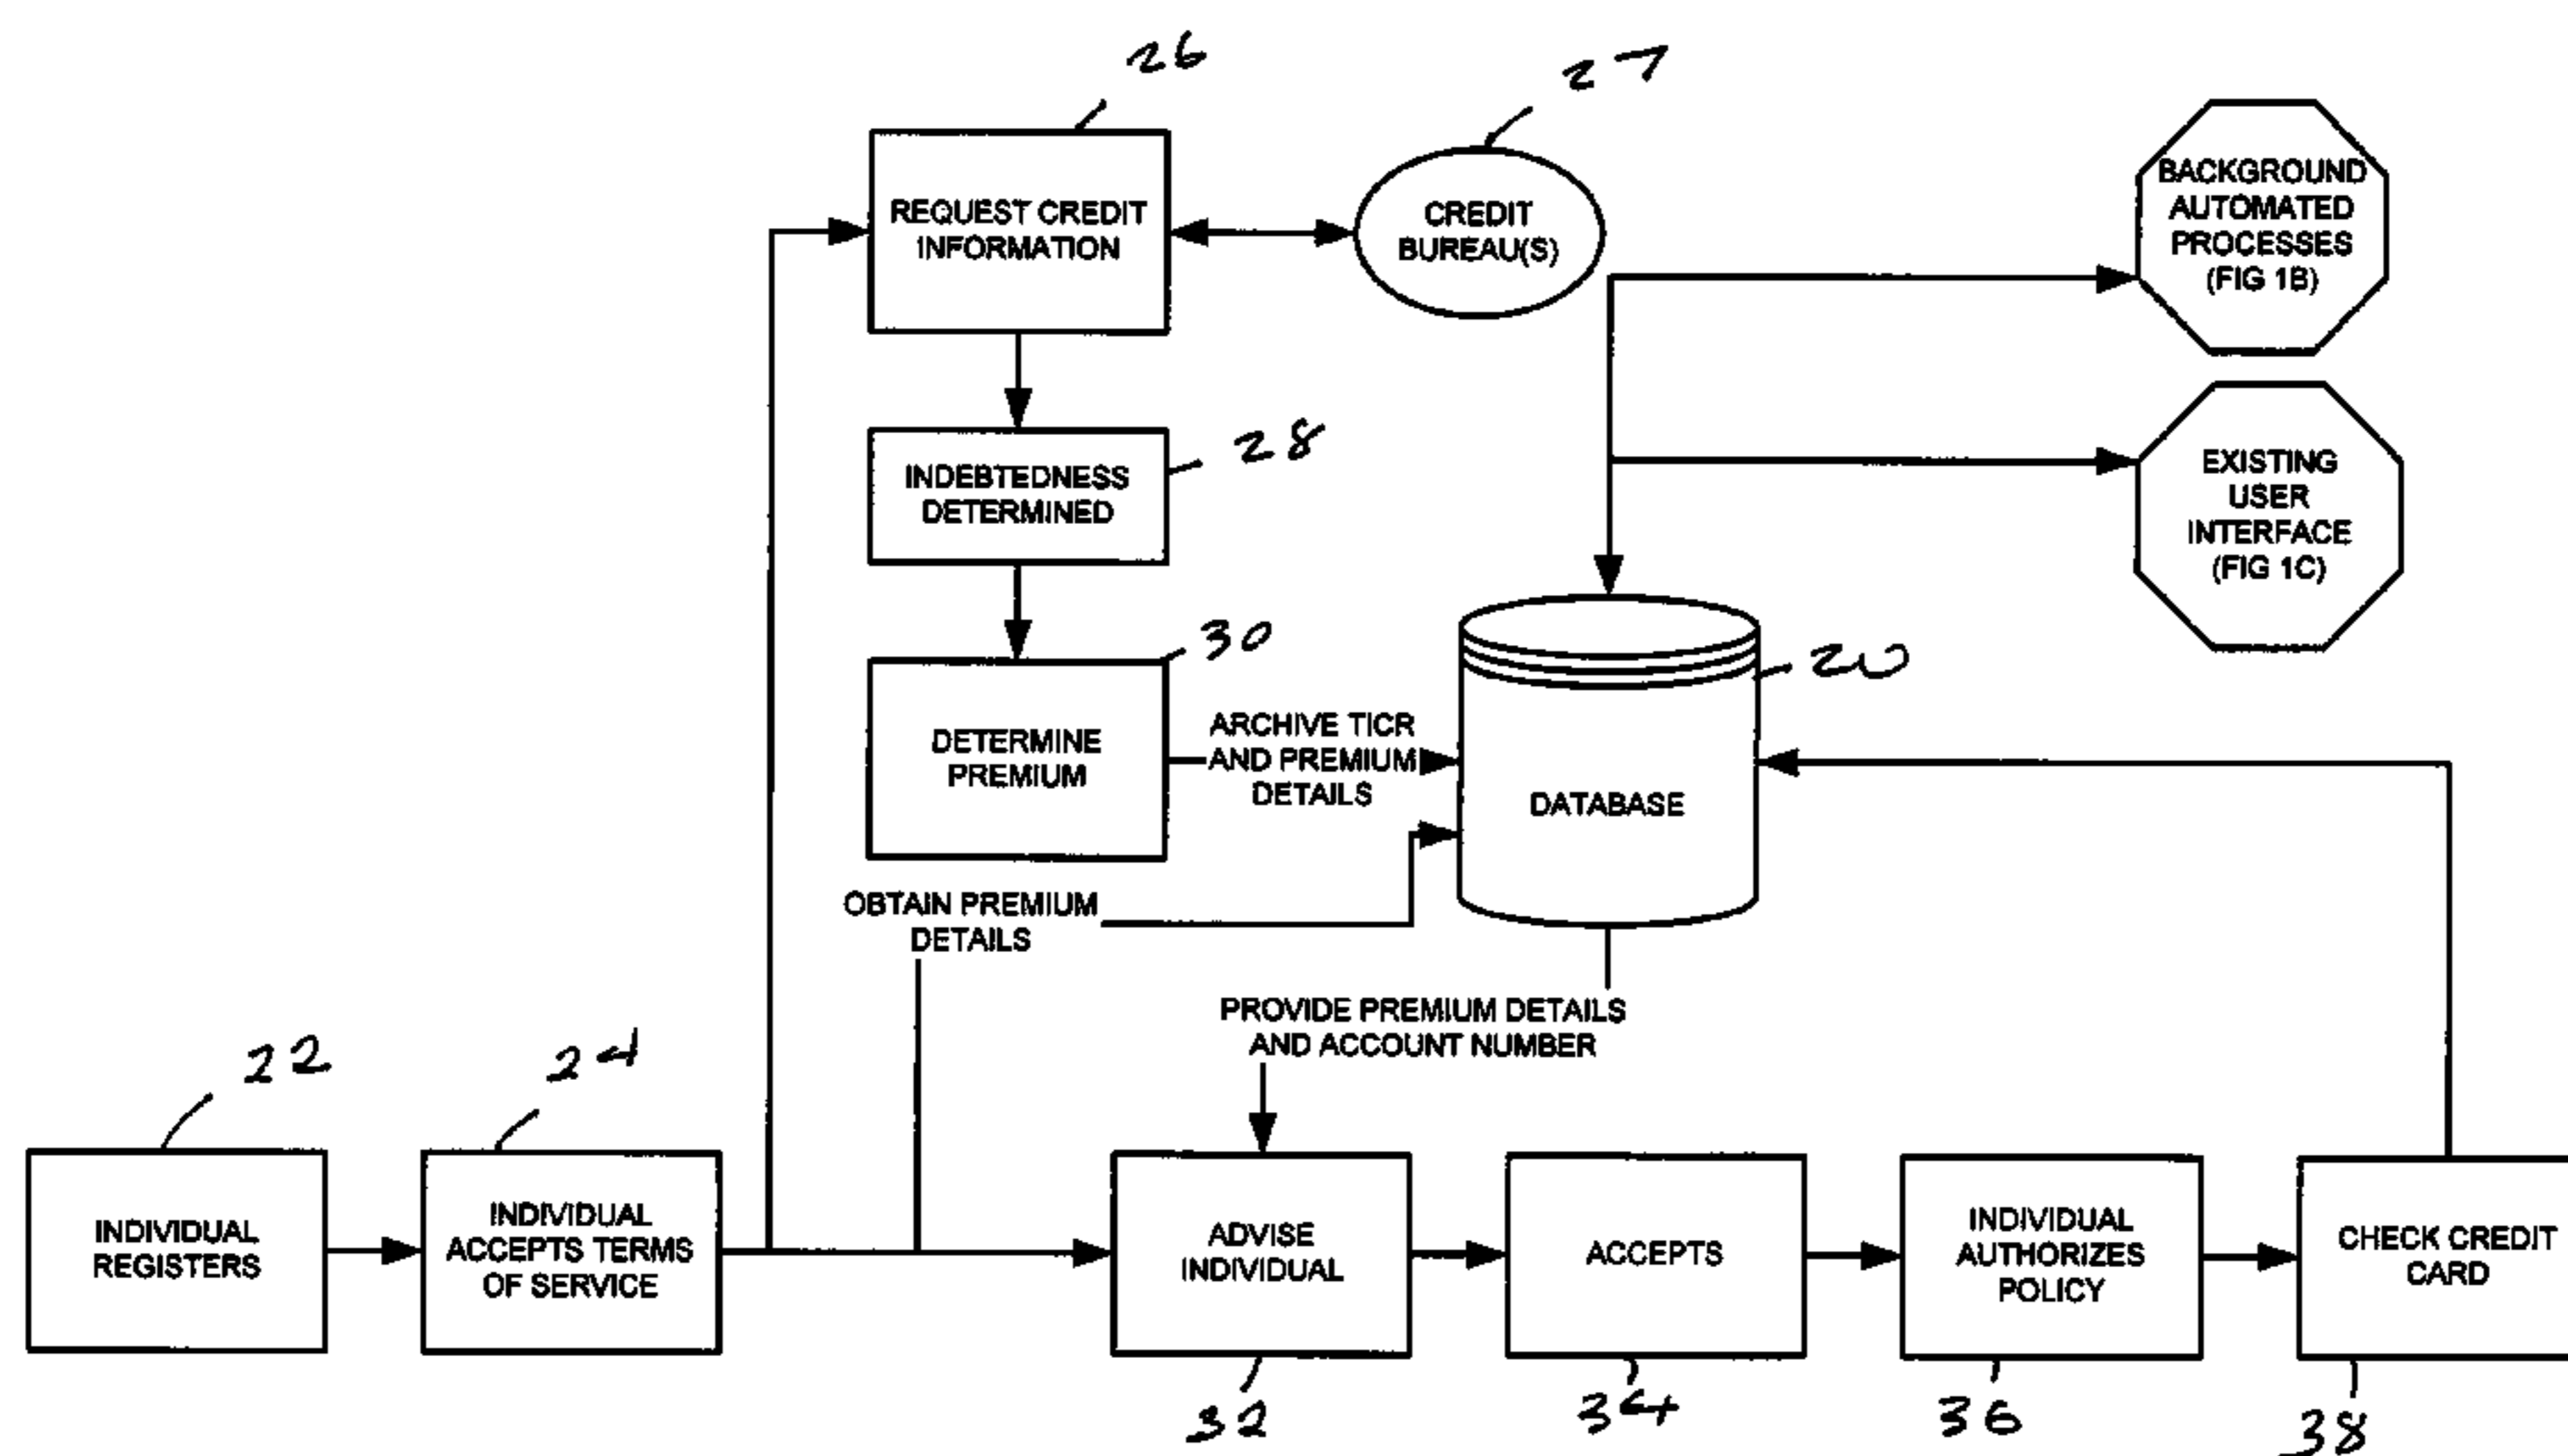 26
27
REQUEST CREDIT
INFORMATION
CREDIT
BUREAU(S)
BACKGROUND
AUTOMATED
PROCESSES
(FIG 1B)
INDEBTEDNESS
DETERMINED
28
EXISTING
USER
INTERFACE
(FIG 1C)
30
DETERMINE
PREMIUM
ARCHIVE TICR
AND PREMIUM
DETAILS
20
DATABASE
OBTAIN PREMIUM
DETAILS
PROVIDE PREMIUM DETAILS
AND ACCOUNT NUMBER
22
24
INDIVIDUAL
REGISTERS
INDIVIDUAL
ACCEPTS TERMS
OF SERVICE
ADVISE
INDIVIDUAL
ACCEPTS
INDIVIDUAL
AUTHORIZES
POLICY
CHECK CREDIT
CARD
32
34
36
38